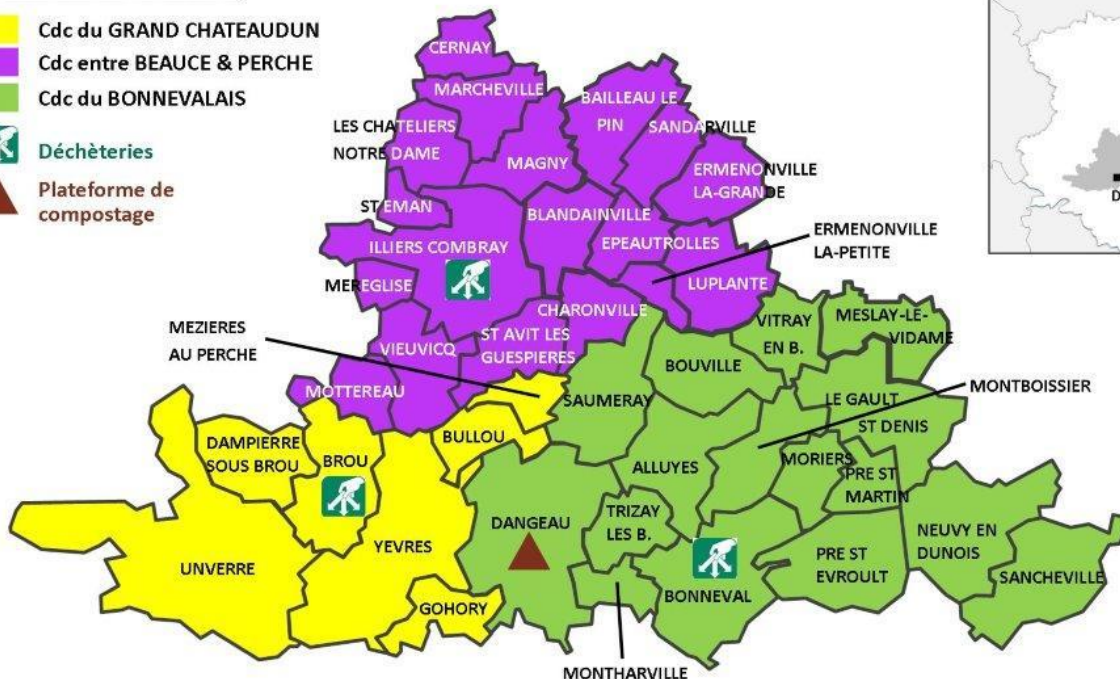 Cdc du GRAND CHATEAUDUN
Cdc entre BEAUCE & PERCHE
Cdc du BONNEVALAIS
Déchèteries
Plateforme de
compostage
CERNAY
MARCHEVILLE
BAILLEAU LE
PIN
SANDARVILLE
LES CHATELIERS
NOTRE DAME
MAGNY
ERMENONVILLE
LA-GRANDE
ST EMAN
BLANDAINVILLE
ILLIERS COMBRAY
EPEAUTROLLES
ERMENONVILLE
LA-PETITE
MEREGLISE
LUPLANTE
CHARONVILLE
MEZIERES
AU PERCHE
VIEUVICQ
ST AVIT LES
GUESPIERES
VITRAY
EN B.
MESLAY-LE-
VIDAME
BOUVILLE
MOTTEREAU
SAUMERAY
LE GAULT
ST DENIS
MONTBOISSIER
DAMPIERRE
SOUS BROU
BROU
BULLOU
ALLUYES
MORIERS
PRE ST
MARTIN
DANGEAU
TRIZAY
LES B.
NEUVY EN
DUNOIS
UNVERRE
YEVRES
PRE ST
EVROULT
SANCHEVILLE
GOHORY
BONNEVAL
MONTHARVILLE